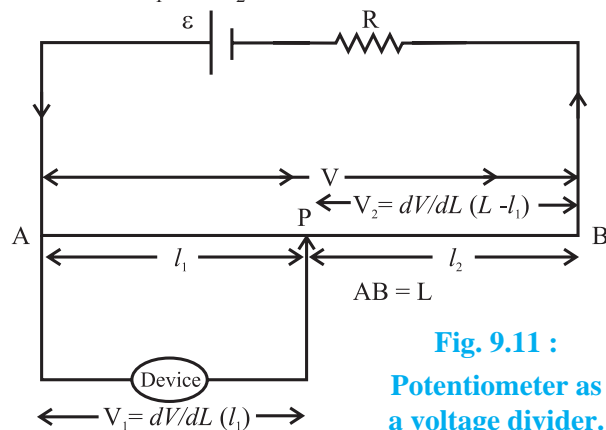 ε
R
V
V₂= dV/dL (L -l₁)
P
A
B
l₁
l₂
AB = L
Device
V₁= dV/dL (l₁)
Fig. 9.11 :
Potentiometer as
a voltage divider.